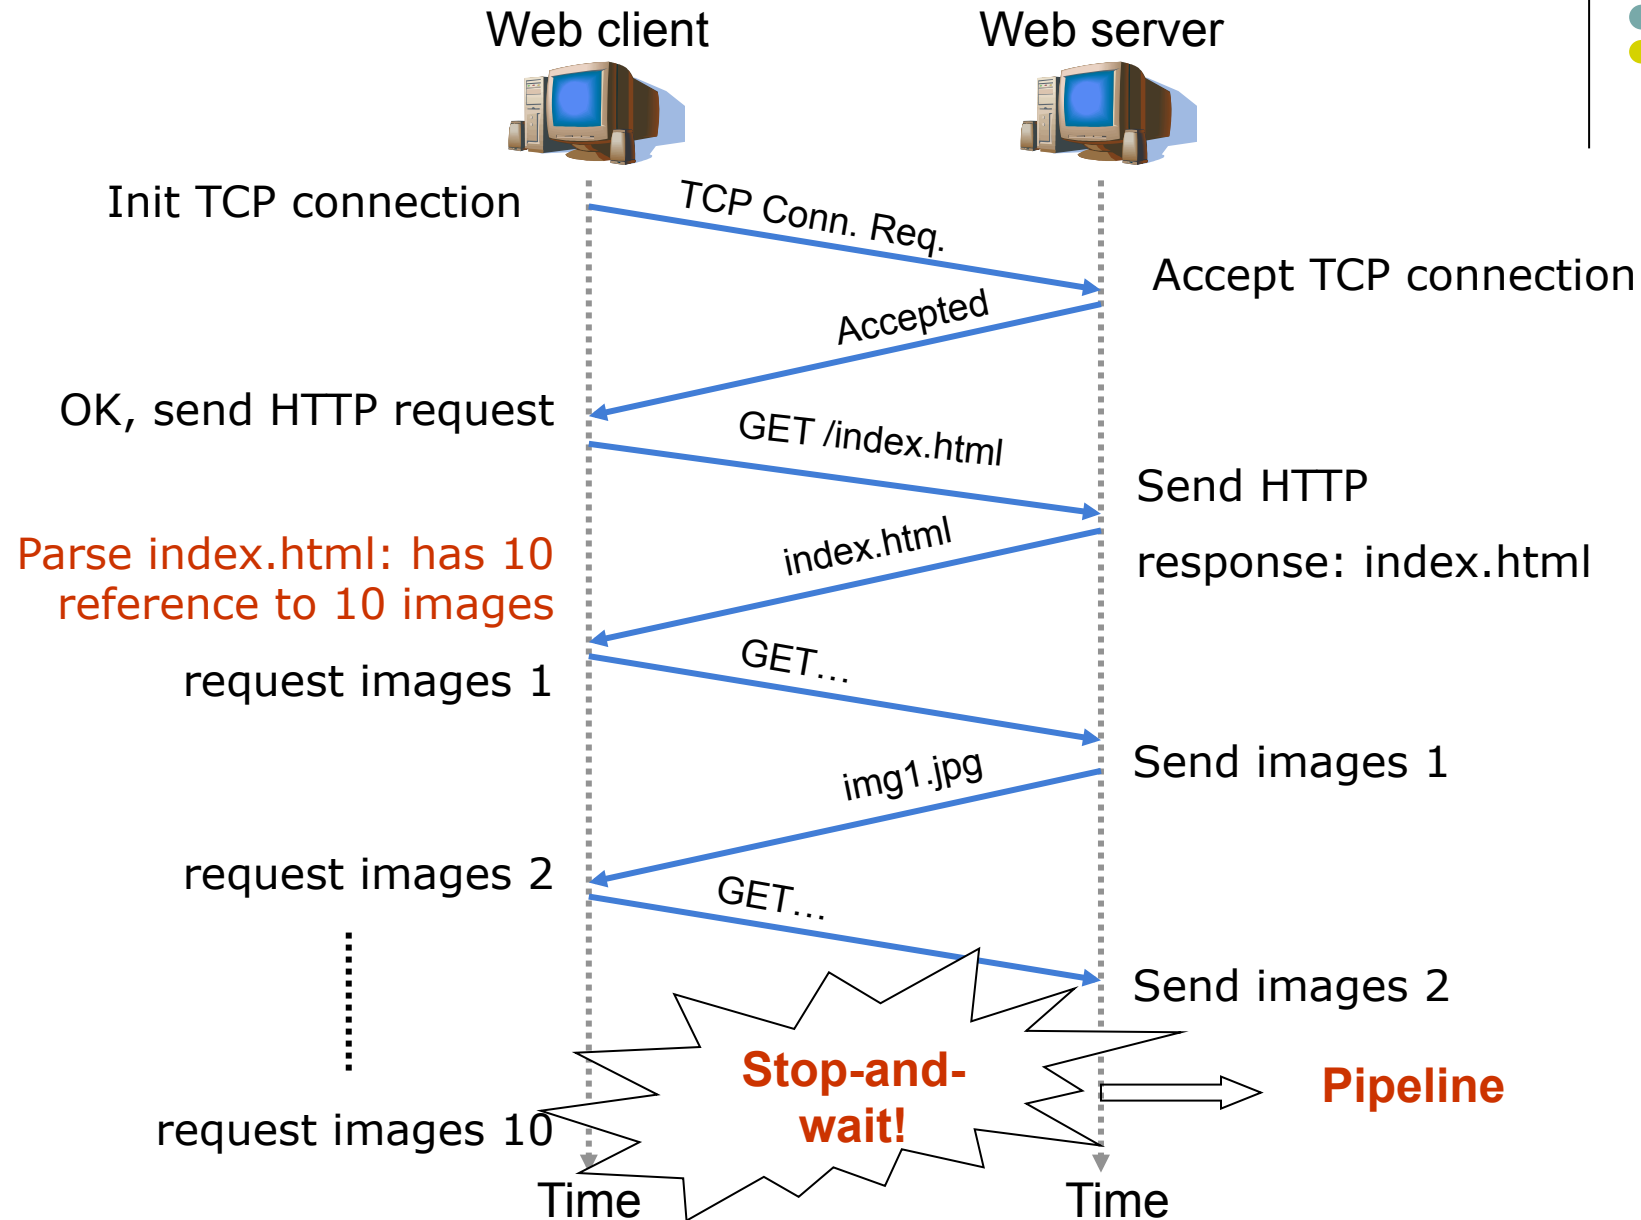 Web client
Web server
Init TCP connection
TCP Conn. Req.
Accept TCP connection
Accepted
OK, send HTTP request
GET /index.html
Send HTTP
response: index.html
index.html
Parse index.html: has 10
reference to 10 images
request images 1
GET…
Send images 1
img1.jpg
request images 2
GET…
Send images 2
Stop-and-
wait!
Pipeline
request images 10
Time
Time